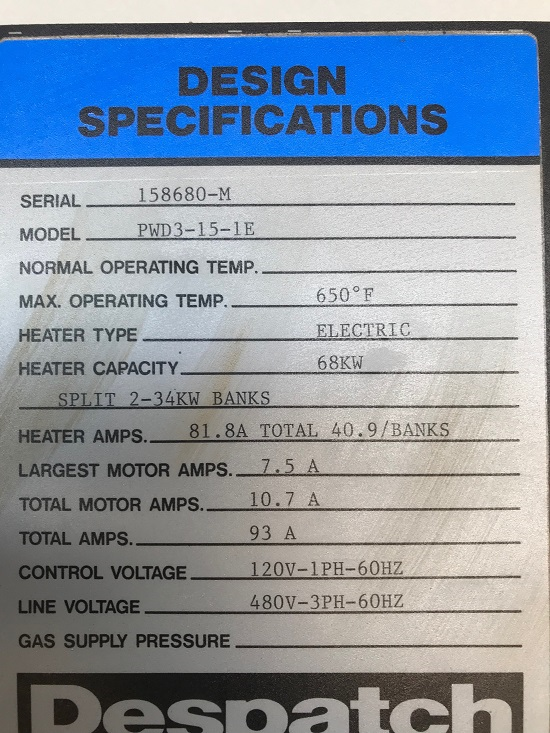 DESIGN
SPECIFICATIONS
SERIAL 158680-M
MODEL PWD3-15-1E
NORMAL OPERATING TEMP.
MAX. OPERATING TEMP. 650°F
HEATER TYPE ELECTRIC
HEATER CAPACITY 68KW
SPLIT 2-34KW BANKS
HEATER AMPS. 81.8A TOTAL 40.9/BANKS
LARGEST MOTOR AMPS. 7.5 A
TOTAL MOTOR AMPS. 10.7 A
TOTAL AMPS. 93 A
CONTROL VOLTAGE 120V-1PH-60HZ
LINE VOLTAGE 480V-3PH-60HZ
GAS SUPPLY PRESSURE
Despatch